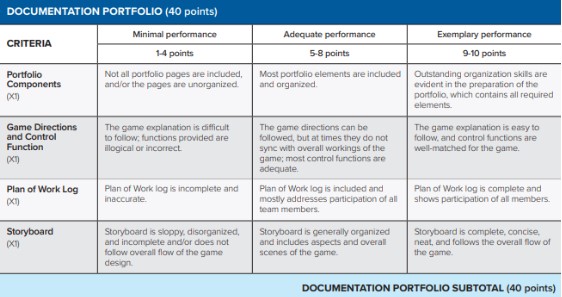 DOCUMENTATION PORTFOLIO (40 points)
CRITERIA
Minimal performance
Adequate performance
Exemplary performance
1-4 points
5-8 points
9-10 points
Portfolio
Components
(X1)
Not all portfolio pages are included,
and/or the pages are unorganized.
Most portfolio elements are included
and organized.
Outstanding organization skills are
evident in the preparation of the
portfolio, which contains all required
elements.
Game Directions
and Control
Function
(X1)
The game explanation is difficult
to follow; functions provided are
illogical or incorrect.
The game directions can be
followed, but at times they do not
sync with overall workings of the
game; most control functions are
adequate.
The game explanation is easy to
follow, and control functions are
well-matched for the game.
Plan of Work Log
(X1)
Plan of Work log is incomplete and
inaccurate.
Plan of Work log is included and
mostly addresses participation of all
team members.
Plan of Work log is complete and
shows participation of all members.
Storyboard
(X1)
Storyboard is sloppy, disorganized,
and incomplete and/or does not
follow overall flow of the game
design.
Storyboard is generally organized
and includes aspects and overall
scenes of the game.
Storyboard is complete, concise,
neat, and follows the overall flow of
the game.
DOCUMENTATION PORTFOLIO SUBTOTAL (40 points)